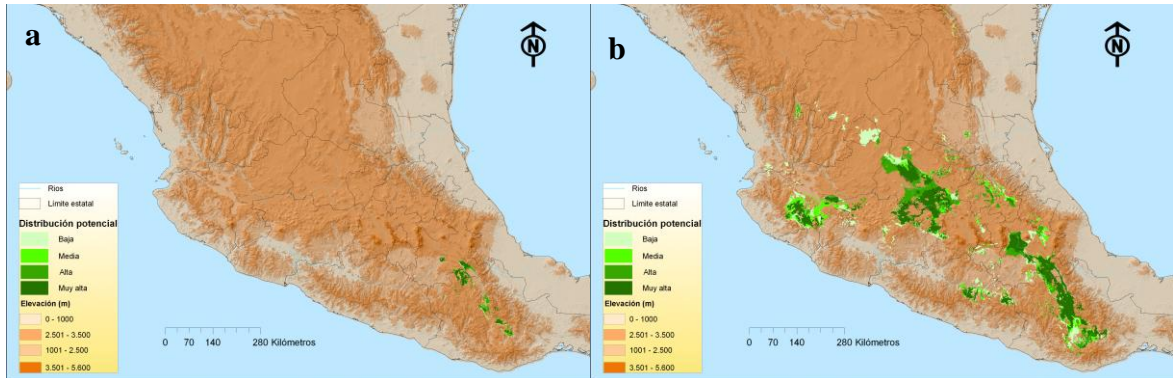 a
N
Rios
Límite estatal
Distribución potencial
Baja
Media
Alta
Muy alta
Elevación (m)
0 - 1000
2.501 - 3.500
1001 - 2.500
3.501 - 5.600
0 70 140 280 Kilómetros
b
N
Rios
Límite estatal
Distribución potencial
Baja
Media
Alta
Muy alta
Elevación (m)
0 - 1000
2.501 - 3.500
1001 - 2.500
3.501 - 5.600
0 70 140 280 Kilómetros